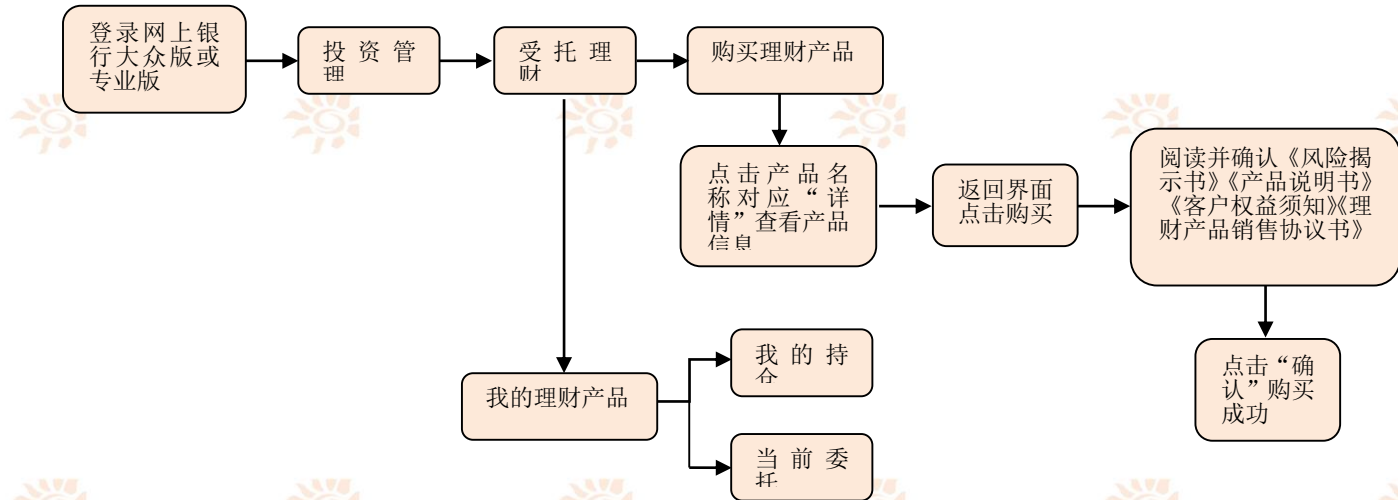 登录网上银
行大众版或
专业版
投资管
理
受托理
财
购买理财产品
点击产品名
称对应“详
情”查看产品
信息
返回界面
点击购买
阅读并确认《风险揭
示书》《产品说明书》
《客户权益须知》《理
财产品销售协议书》
点击“确
认”购买
成功
我的理财产品
我的持
仓
当前委
托